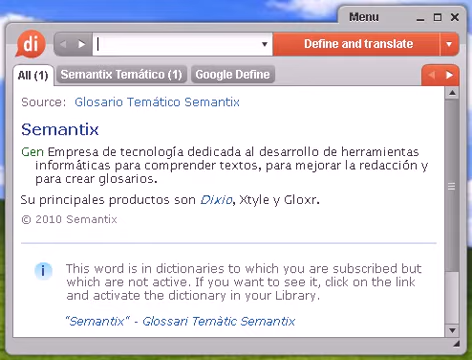 Menu
di
Define and translate
All (1)
Semantix Temático (1)
Google Define
Source: Glosario Temático Semantix
Semantix
Gen Empresa de tecnología dedicada al desarrollo de herramientas
informáticas para comprender textos, para mejorar la redacción y
para crear glosarios.
Su principales productos son Dixio, Xtyle y Gloxr.
© 2010 Semantix
i
This word is in dictionaries to which you are subscribed but
which are not active. If you want to see it, click on the link
and activate the dictionary in your Library.
"Semantix" - Glossari Temàtic Semantix